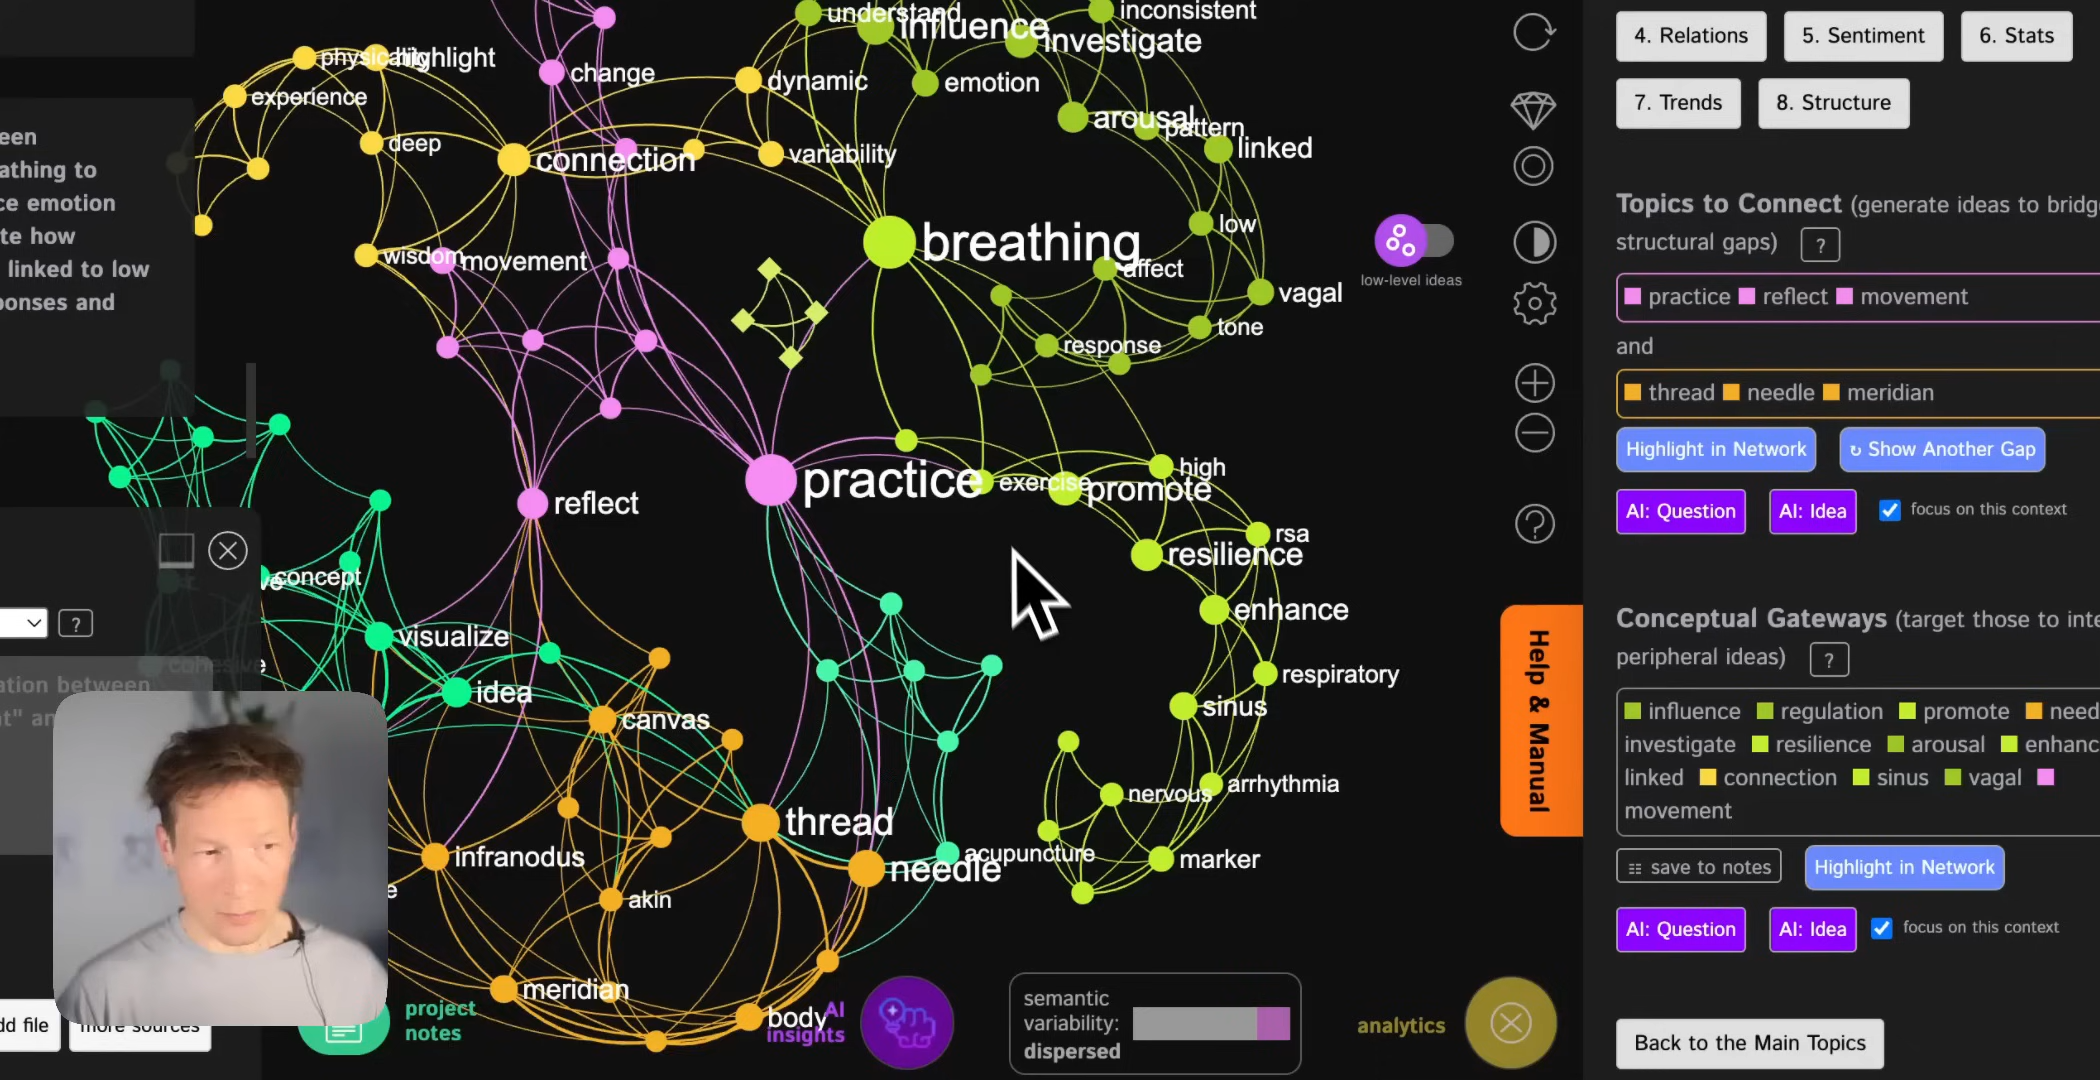 een
athing to
ce emotion
te how
linked to low
onses and
understand
influence
inconsistent
investigate
physicality
highlight
experience
change
dynamic
emotion
deep
connection
variability
arousal
pattern
linked
low
wisdom
movement
breathing
affect
vagal
tone
response
reflect
practice
exercise
promote
high
rsa
resilience
enhance
respiratory
sinus
arrhythmia
nervous
marker
concept
ve
visualize
idea
cohesive
ation between
t" an
?
canvas
thread
needle
acupuncture
infranodus
akin
meridian
body
e
dd file
more sources
project
notes
AI
insights
semantic
variability:
dispersed
analytics
low-level ideas
?
Help & Manual
4. Relations
5. Sentiment
6. Stats
7. Trends
8. Structure
Topics to Connect (generate ideas to bridg
structural gaps) ?
practice reflect movement
and
thread needle meridian
Highlight in Network
↻ Show Another Gap
AI: Question
AI: Idea
focus on this context
Conceptual Gateways (target those to inte
peripheral ideas) ?
influence regulation promote need
investigate resilience arousal enhanc
linked connection sinus vagal
movement
save to notes
Highlight in Network
AI: Question
AI: Idea
focus on this context
Back to the Main Topics